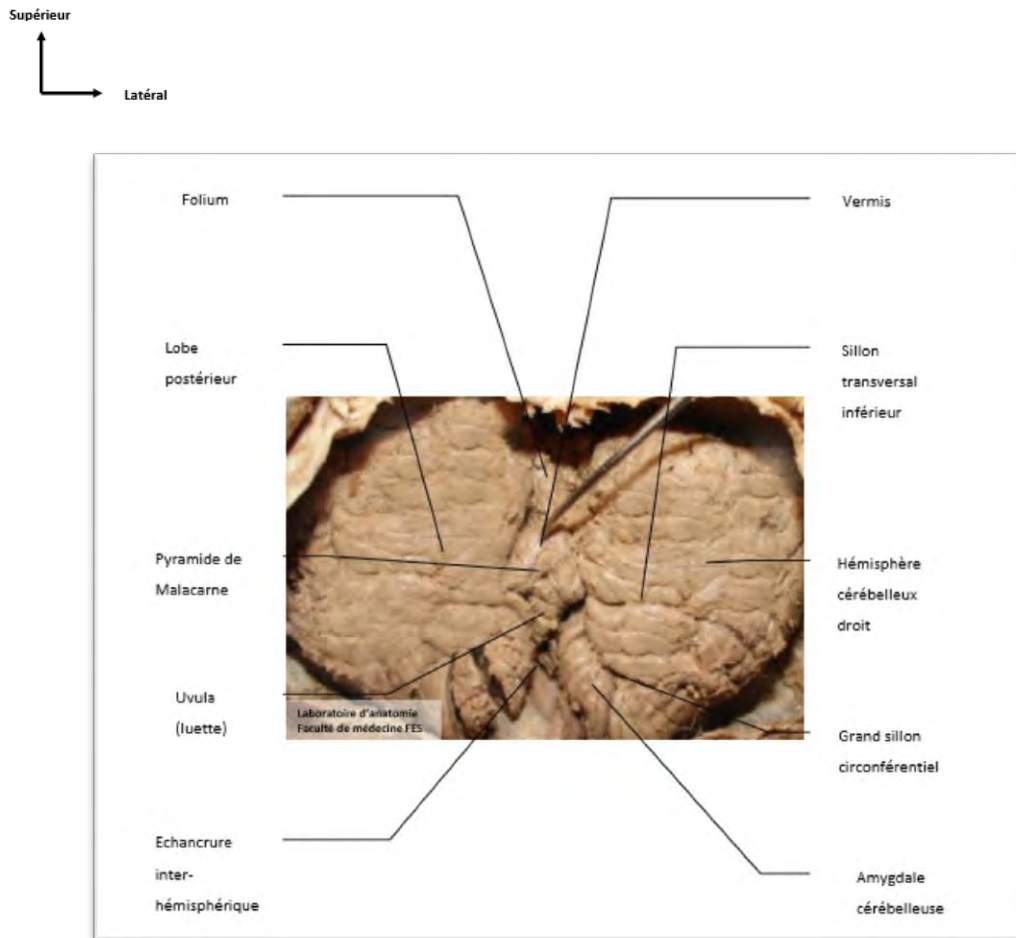 Supérieur
Latéral
Folium
Vermis
Lobe
postérieur
Sillon
transversal
inférieur
Pyramide de
Malacarne
Hémisphère
cérébelleux
droit
Uvula
(luette)
Laboratoire d'anatomie
Faculté de médecine FES
Grand sillon
circonférentiel
Echancrure
inter-
hémisphérique
Amygdale
cérébelleuse